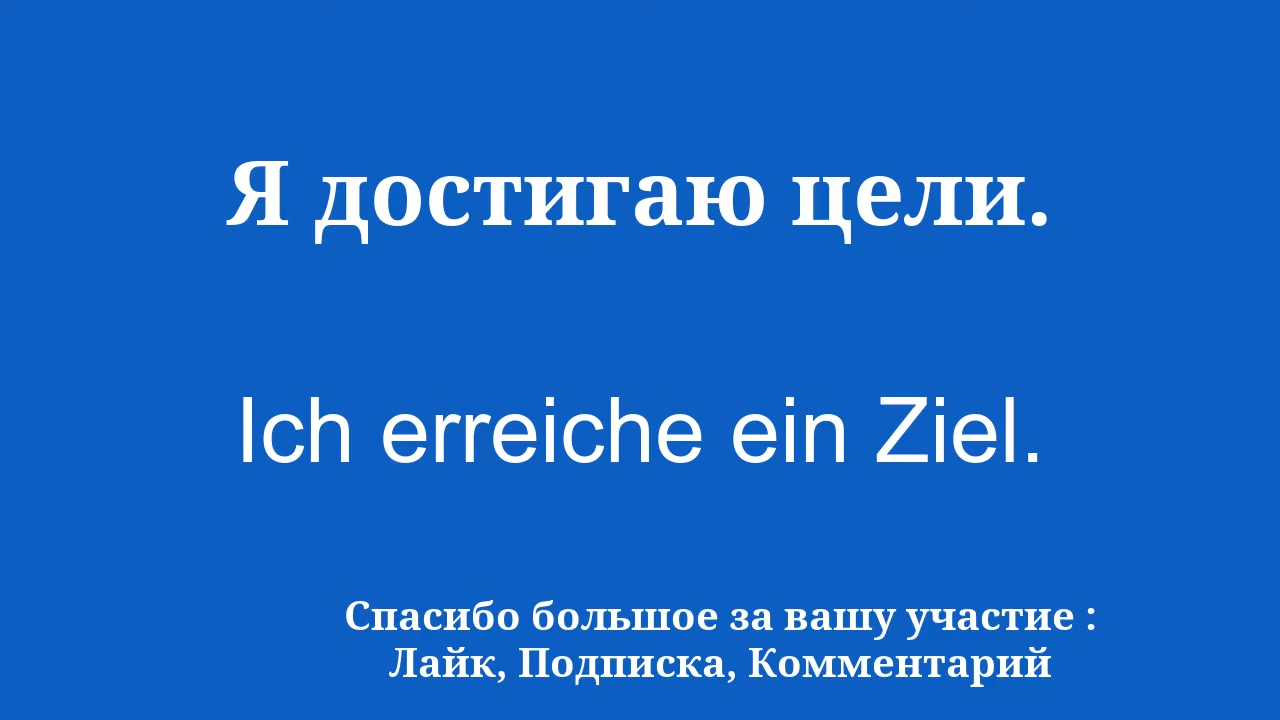 Я достигаю цели.
Ich erreiche ein Ziel.
Спасибо большое за вашу участие :
Лайк, Подписка, Комментарий